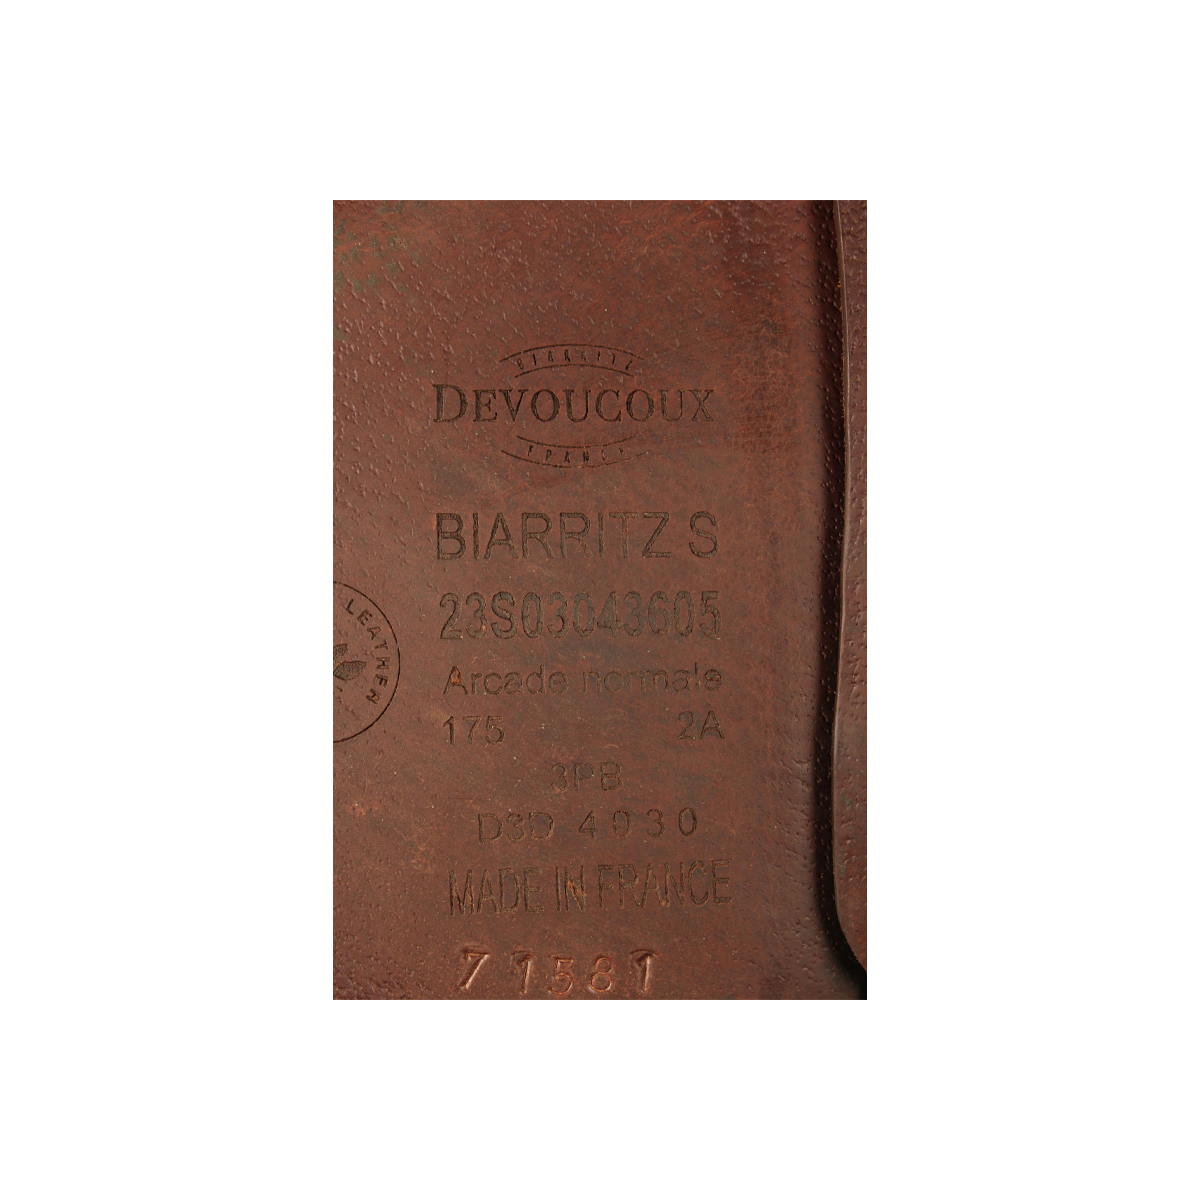 BIARRITZ
DEVOUCOUX
FRANCE
BIARRITZ S
23S03043605
LEATHER
Arcade normale
175 2A
3PB
D3D 4030
MADE IN FRANCE
71581